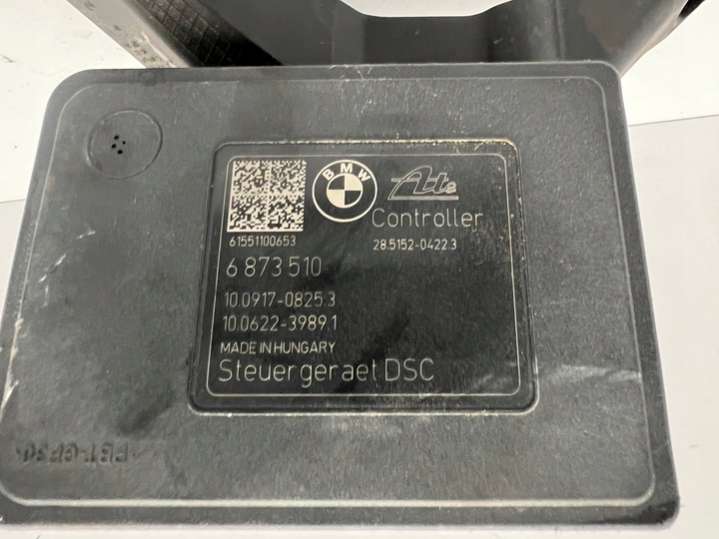 BMW
Ate
Controller
61551100653
28.5152-0422.3
6 873 510
10.0917-0825.3
10.0622-3989.1
MADE IN HUNGARY
Steuergeraet DSC